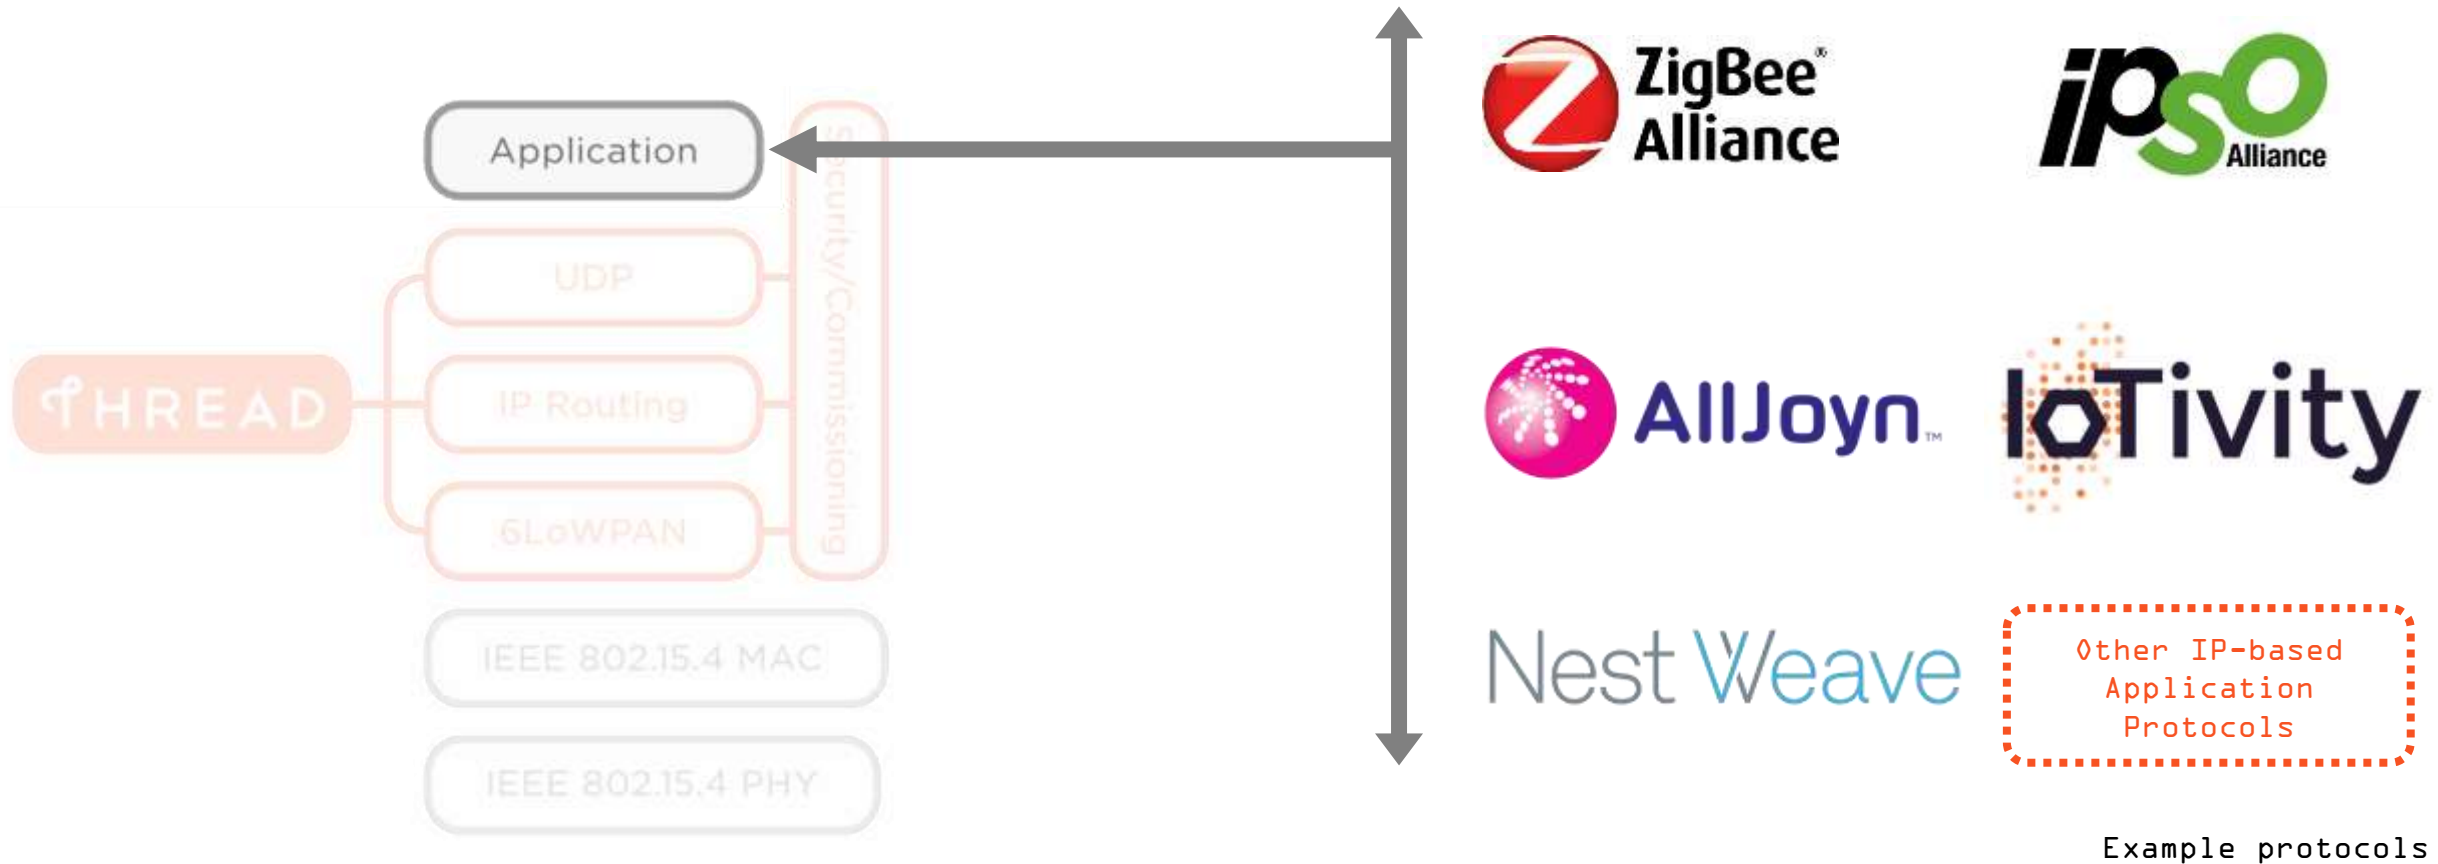 Application
UDP
THREAD
IP Routing
6LoWPAN
Security/Commissioning
IEEE 802.15.4 MAC
IEEE 802.15.4 PHY
ZigBee®
Alliance
ipso
Alliance
AllJoyn™
IoTivity
Nest Weave
Other IP-based
Application
Protocols
Example protocols